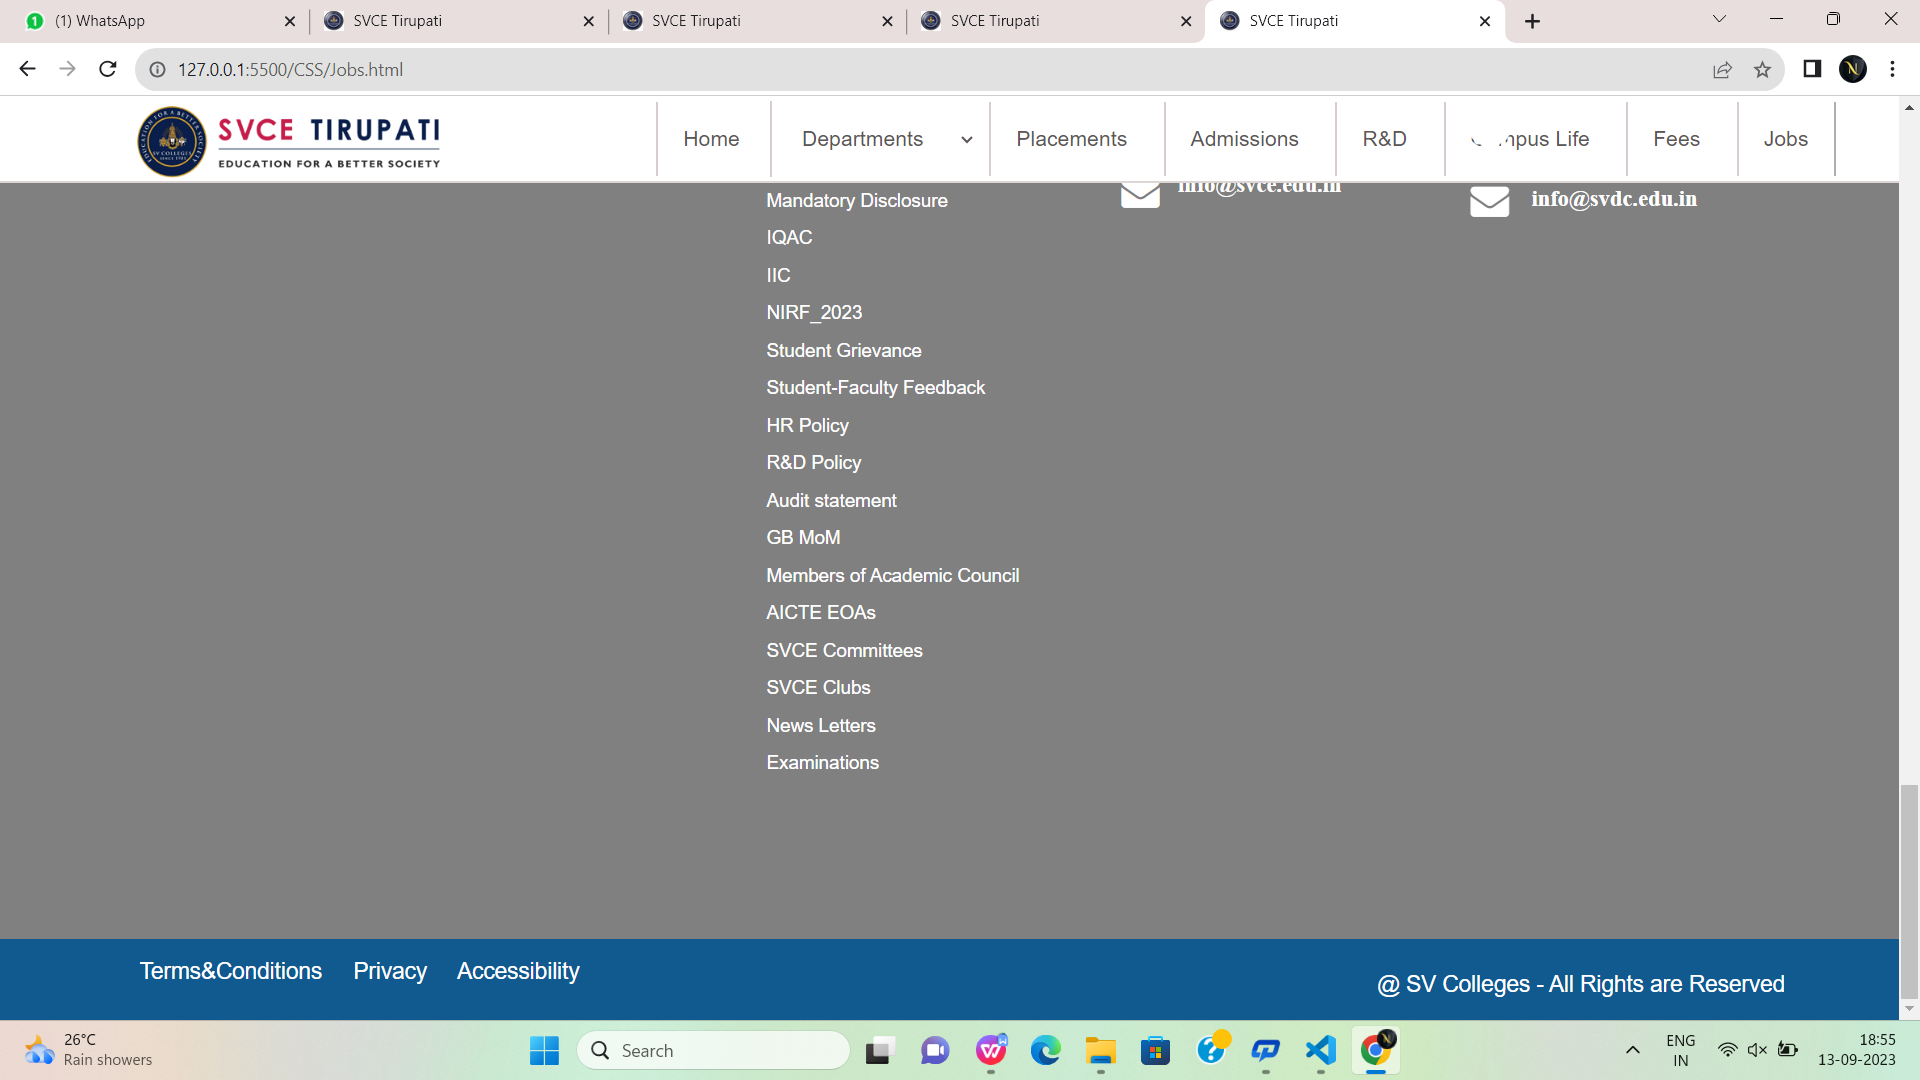 (1) WhatsApp
SVCE Tirupati
SVCE Tirupati
SVCE Tirupati
SVCE Tirupati
127.0.0.1:5500/CSS/Jobs.html
SVCE TIRUPATI
EDUCATION FOR A BETTER SOCIETY
Home
Departments
Placements
Admissions
R&D
Life
Fees
Jobs
Mandatory Disclosure
IQAC
IIC
NIRF_2023
Student Grievance
Student-Faculty Feedback
HR Policy
R&D Policy
Audit statement
GB MoM
Members of Academic Council
AICTE EOAs
SVCE Committees
SVCE Clubs
News Letters
Examinations
info@svce.edu.in
info@svdc.edu.in
Terms&Conditions
Privacy
Accessibility
@ SV Colleges - All Rights are Reserved
26°C
Rain showers
Search
ENG
IN
18:55
13-09-2023